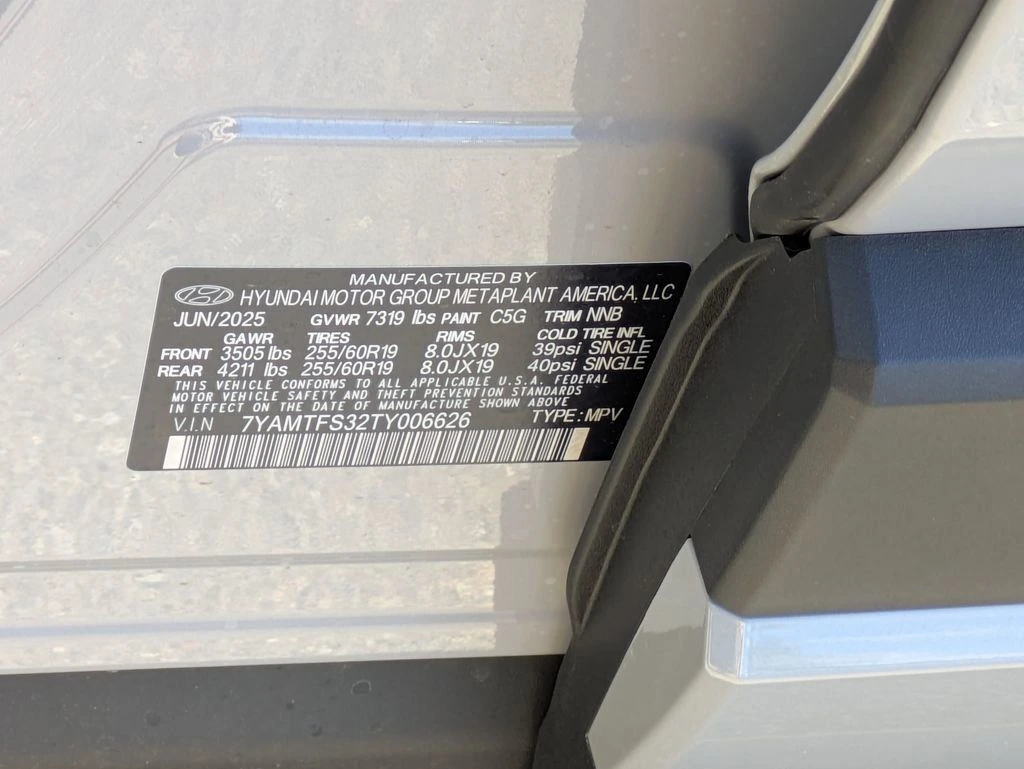 MANUFACTURED BY
HYUNDAI MOTOR GROUP METAPLANT AMERICA, LLC
JUN/2025 GVWR 7319 lbs PAINT C5G TRIM NNB
GAWR TIRES RIMS COLD TIRE INFL
FRONT 3505 lbs 255/60R19 8.0JX19 39psi SINGLE
REAR 4211 lbs 255/60R19 8.0JX19 40psi SINGLE
THIS VEHICLE CONFORMS TO ALL APPLICABLE U.S.A. FEDERAL
MOTOR VEHICLE SAFETY AND THEFT PREVENTION STANDARDS
IN EFFECT ON THE DATE OF MANUFACTURE SHOWN ABOVE
V.I.N 7YAMTFS32TY006626 TYPE: MPV